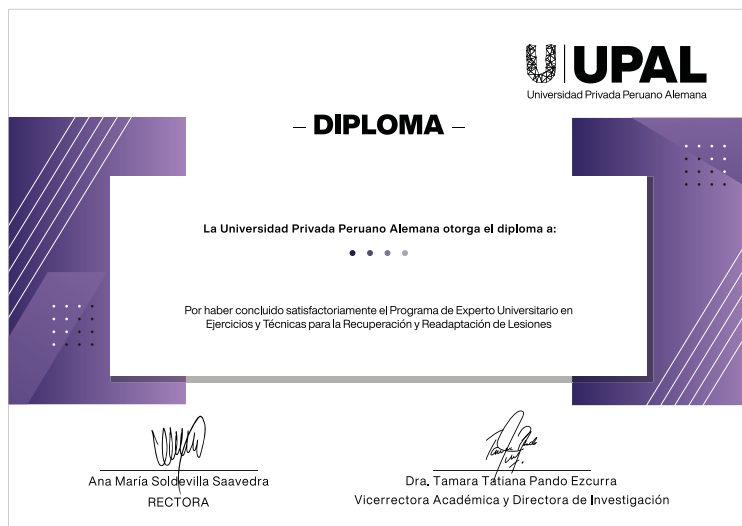 UPAL
Universidad Privada Peruano Alemana
– DIPLOMA –
La Universidad Privada Peruano Alemana otorga el diploma a:
Por haber concluido satisfactoriamente el Programa de Experto Universitario en
Ejercicios y Técnicas para la Recuperación y Readaptación de Lesiones
Ana María Soldevilla Saavedra
RECTORA
Dra. Tamara Tatiana Pando Ezcurra
Vicerrectora Académica y Directora de Investigación